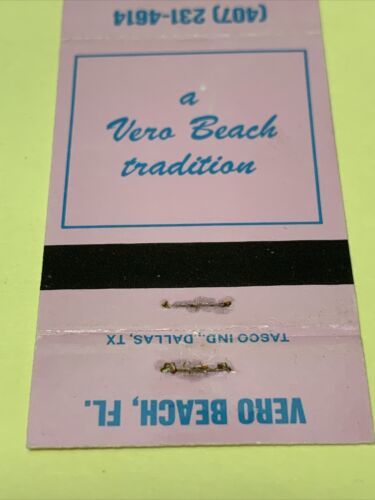 (407) 231-4614
a
Vero Beach
tradition
TASCO IND., DALLAS, TX
VERO BEACH, FL.